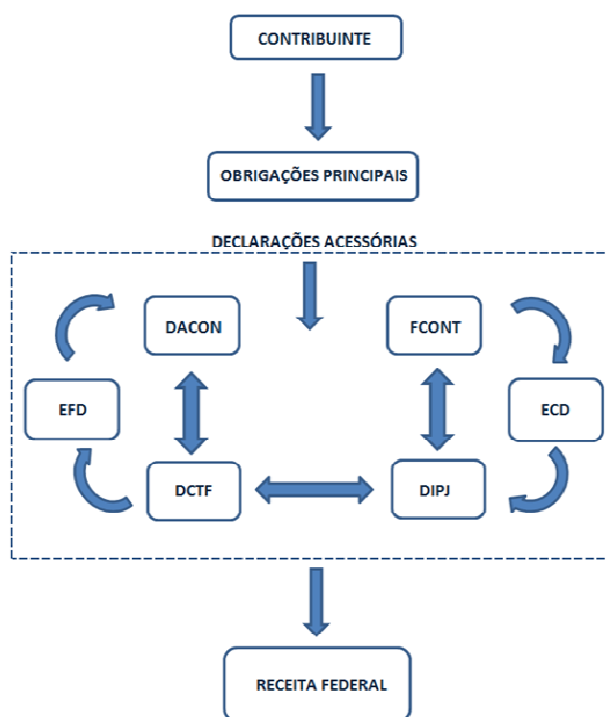 CONTRIBUINTE
OBRIGAÇÕES PRINCIPAIS
DECLARAÇÕES ACESSÓRIAS
DACON
FCONT
EFD
ECD
DCTF
DIPJ
RECEITA FEDERAL